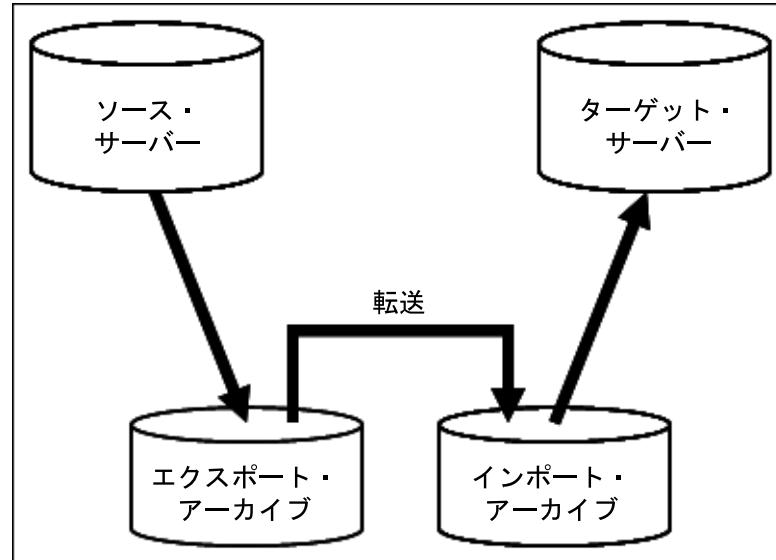 ソース・
サーバー
ターゲット・
サーバー
転送
エクスポート・
アーカイブ
インポート・
アーカイブ